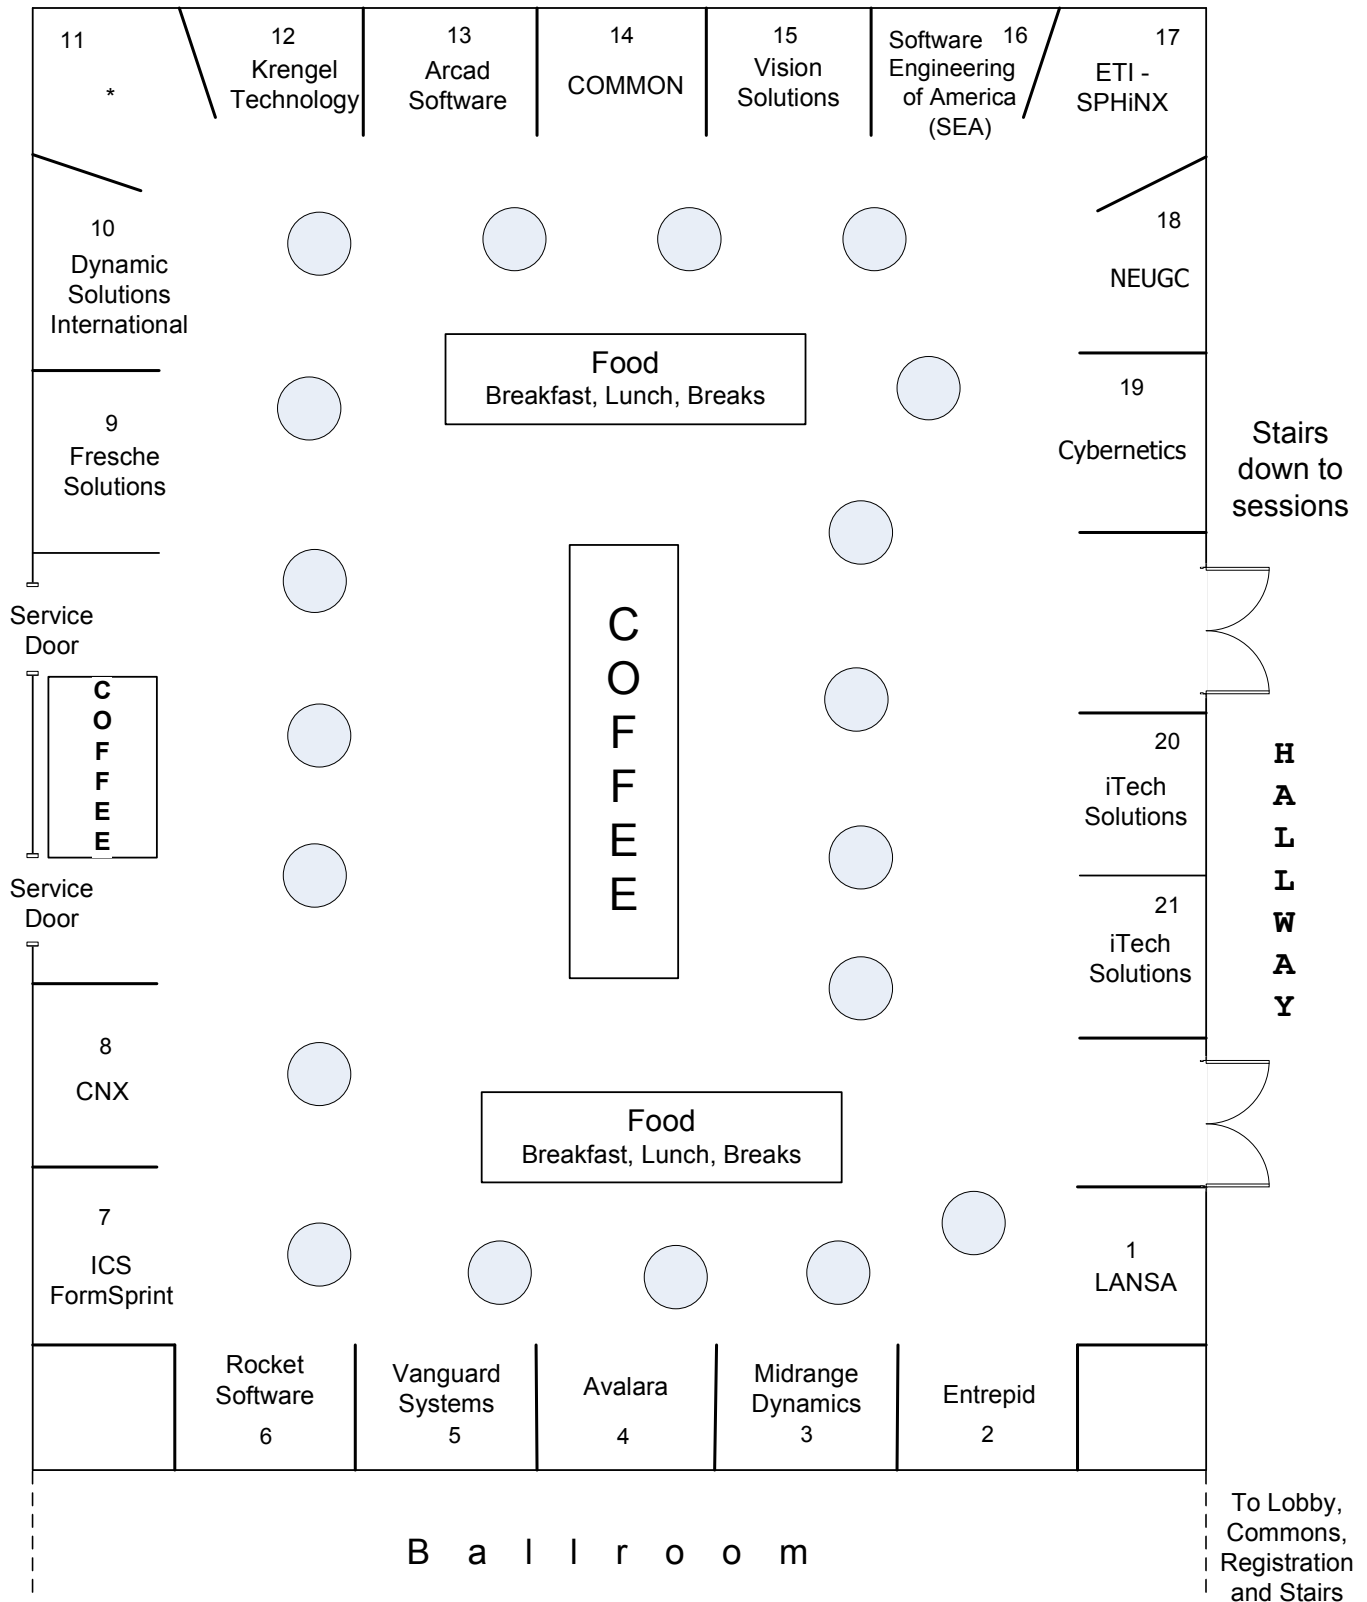 11
*
12
Krengel
Technology
13
Arcad
Software
14
COMMON
15
Vision
Solutions
16
Software
Engineering
of America
(SEA)
17
ETI -
SPHiNX
10
Dynamic
Solutions
International
18
NEUGC
Food
Breakfast, Lunch, Breaks
9
Fresche
Solutions
19
Cybernetics
Stairs
down to
sessions
Service
Door
C
O
F
F
E
E
C
O
F
F
E
E
Service
Door
20
iTech
Solutions
21
iTech
Solutions
H
A
L
L
W
A
Y
8
CNX
Food
Breakfast, Lunch, Breaks
7
ICS
FormSprint
1
LANSA
Rocket
Software
6
Vanguard
Systems
5
Avalara
4
Midrange
Dynamics
3
Entrepid
2
B a l l r o o m
To Lobby,
Commons,
Registration
and Stairs